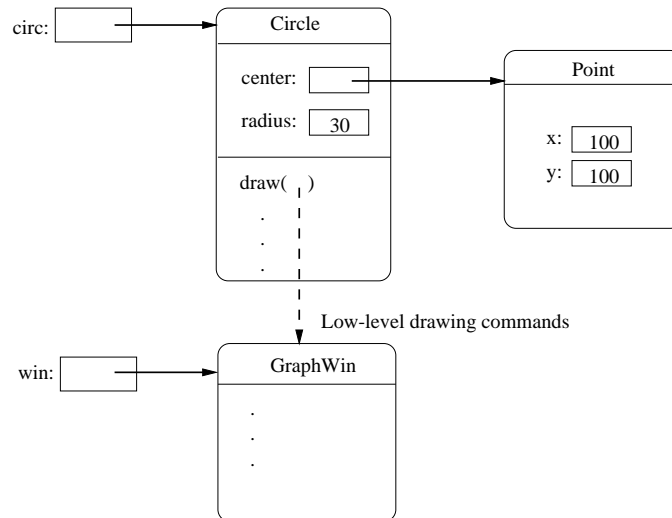 circ:
Circle
center:
radius: 30
draw( )
.
.
.
Point
x: 100
y: 100
Low-level drawing commands
win:
GraphWin
.
.
.